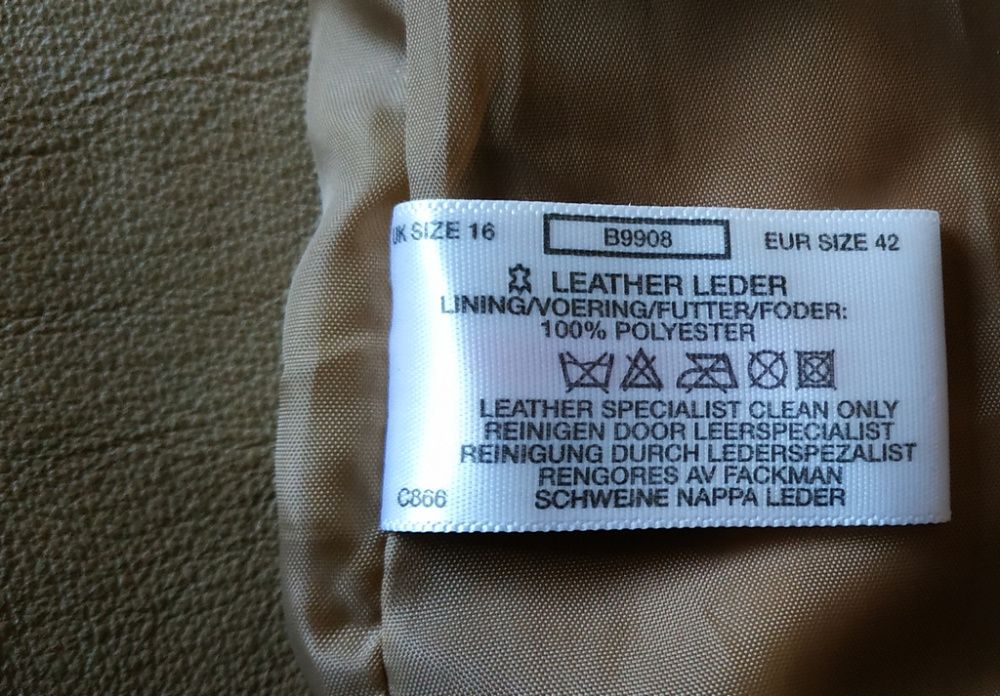 UK SIZE 16 B9908 EUR SIZE 42
LEATHER LEDER
LINING/VOERING/FUTTER/FODER:
100% POLYESTER
LEATHER SPECIALIST CLEAN ONLY
REINIGEN DOOR LEERSPECIALIST
REINIGUNG DURCH LEDERSPEZALIST
RENGORES AV FACKMAN
C866 SCHWEINE NAPPA LEDER